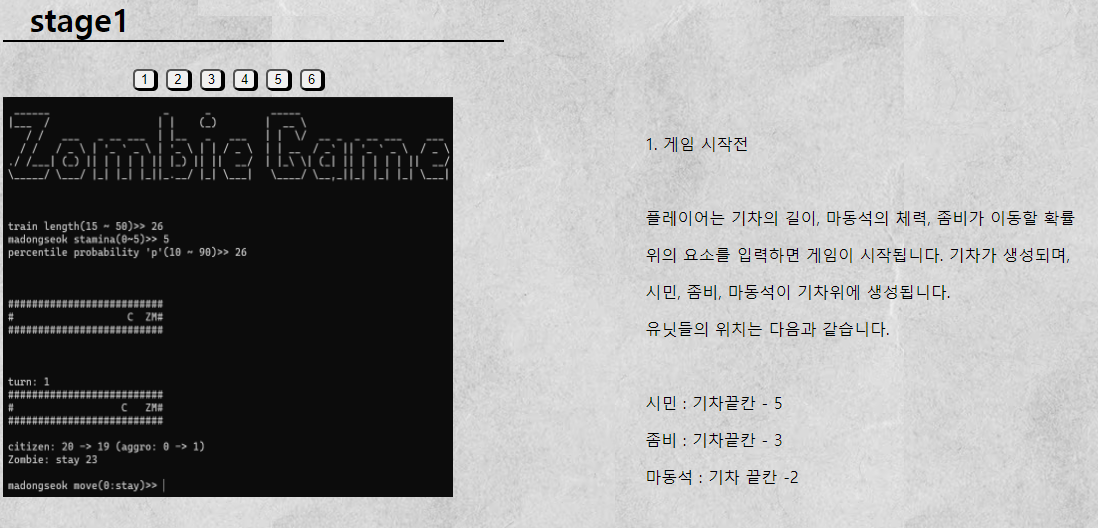 stage1
1 2 3 4 5 6
Zombie Game
train length(15 ~ 50)>> 26
madongseok stamina(0~5)>> 5
percentile probability 'p'(10 ~ 90)>> 26
##########################
#                   C  ZM#
##########################
turn: 1
##########################
#                  C   ZM#
##########################
citizen: 20 -> 19 (aggro: 0 -> 1)
Zombie: stay 23
madongseok move(0:stay)>>
1. 게임 시작전
플레이어는 기차의 길이, 마동석의 체력, 좀비가 이동할 확률
위의 요소를 입력하면 게임이 시작됩니다. 기차가 생성되며,
시민, 좀비, 마동석이 기차위에 생성됩니다.
유닛들의 위치는 다음과 같습니다.
시민 : 기차끝칸 - 5
좀비 : 기차끝칸 - 3
마동석 : 기차 끝칸 -2